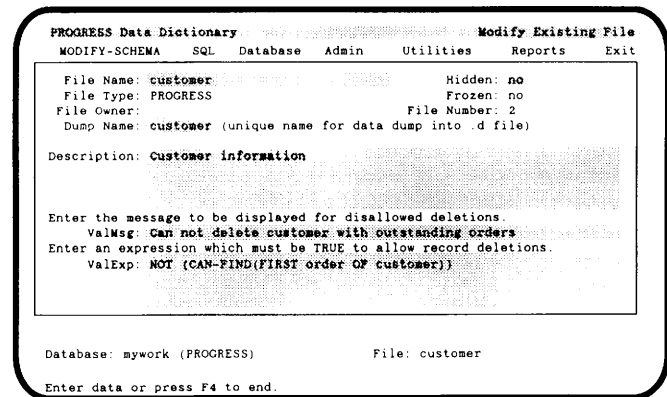 PROGRESS Data Dictionary Modify Existing File
MODIFY-SCHEMA SQL Database Admin Utilities Reports Exit
File Name: customer Hidden: no
File Type: PROGRESS Frozen: no
File Owner: File Number: 2
Dump Name: customer (unique name for data dump into .d file)
Description: Customer information
Enter the message to be displayed for disallowed deletions.
ValMsg: Can not delete customer with outstanding orders
Enter an expression which must be TRUE to allow record deletions.
ValExp: NOT (CAN-FIND(FIRST order OF customer))
Database: mywork (PROGRESS) File: customer
Enter data or press F4 to end.